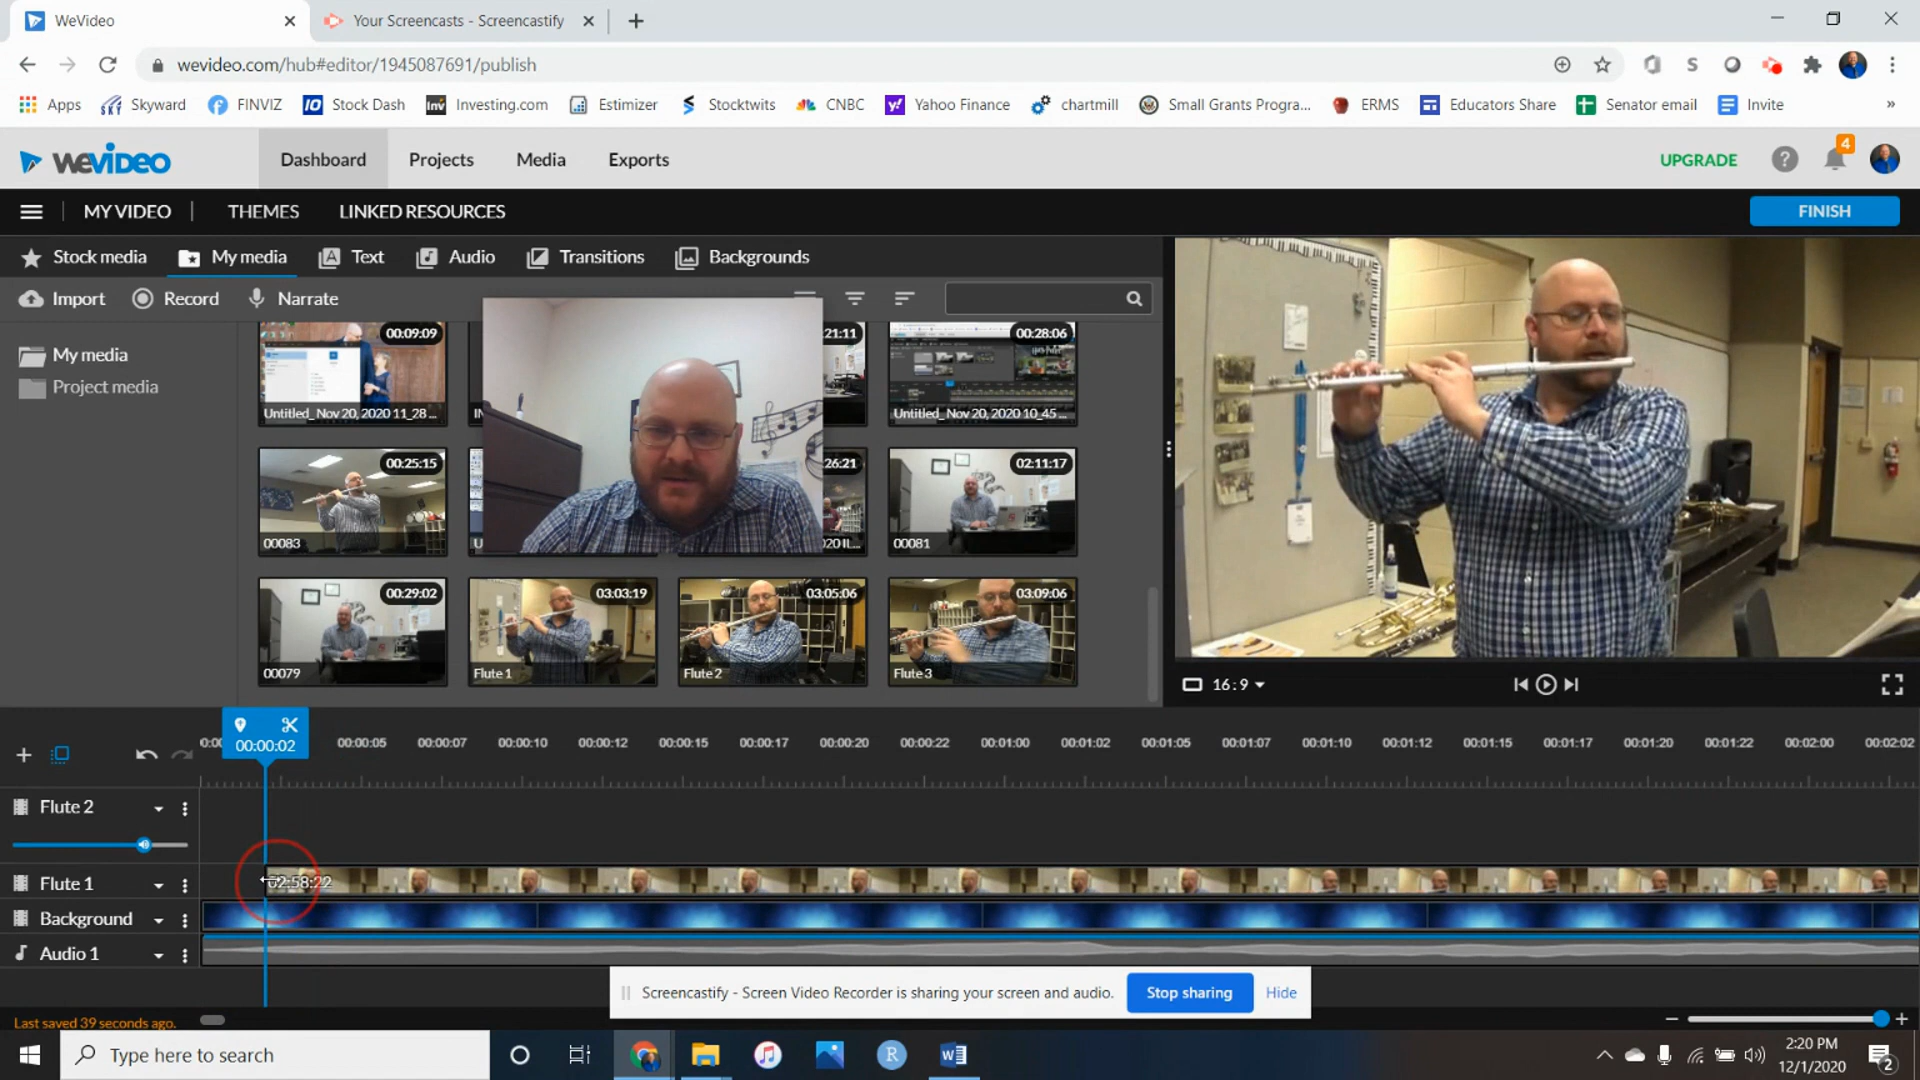 WeVideo
Your Screencasts - Screencastify
wevideo.com/hub#editor/1945087691/publish
Apps Skyward FINVIZ Stock Dash Investing.com Estimizer Stocktwits CNBC Yahoo Finance chartmill Small Grants Progra... ERMS Educators Share Senator email Invite »
WEVIDEO Dashboard Projects Media Exports UPGRADE ? 4
MY VIDEO THEMES LINKED RESOURCES FINISH
Stock media My media Text Audio Transitions Backgrounds
Import Record Narrate
My media
Project media
00:09:09 21:11 00:28:06
Untitled_ Nov 20, 2020 11_28 ... Untitled_ Nov 20, 2020 10_45 ...
00:25:15 26:21 02:11:17
00083 00081
00:29:02 03:03:19 03:05:06 03:09:06
00079 Flute 1 Flute 2 Flute 3
16:9
00:00:02 00:00:05 00:00:07 00:00:10 00:00:12 00:00:15 00:00:17 00:00:20 00:00:22 00:01:00 00:01:02 00:01:05 00:01:07 00:01:10 00:01:12 00:01:15 00:01:17 00:01:20 00:01:22 00:02:00 00:02:02
Flute 2
Flute 1 02:58:22
Background
Audio 1
Screencastify - Screen Video Recorder is sharing your screen and audio. Stop sharing Hide
Last saved 39 seconds ago.
Type here to search
2:20 PM
12/1/2020
2